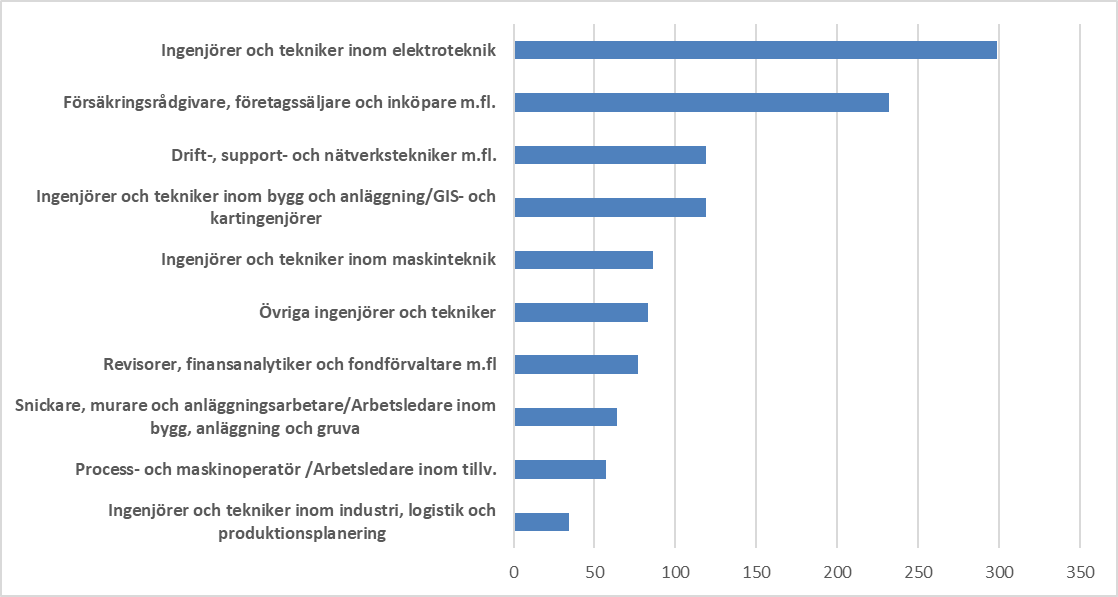 Ingenjörer och tekniker inom elektroteknik
Försäkringsrådgivare, företagssäljare och inköpare m.fl.
Drift-, support- och nätverkstekniker m.fl.
Ingenjörer och tekniker inom bygg och anläggning/GIS- och
kartingenjörer
Ingenjörer och tekniker inom maskinteknik
Övriga ingenjörer och tekniker
Revisorer, finansanalytiker och fondförvaltare m.fl
Snickare, murare och anläggningsarbetare/Arbetsledare inom
bygg, anläggning och gruva
Process- och maskinoperatör /Arbetsledare inom tillv.
Ingenjörer och tekniker inom industri, logistik och
produktionsplanering
0 50 100 150 200 250 300 350